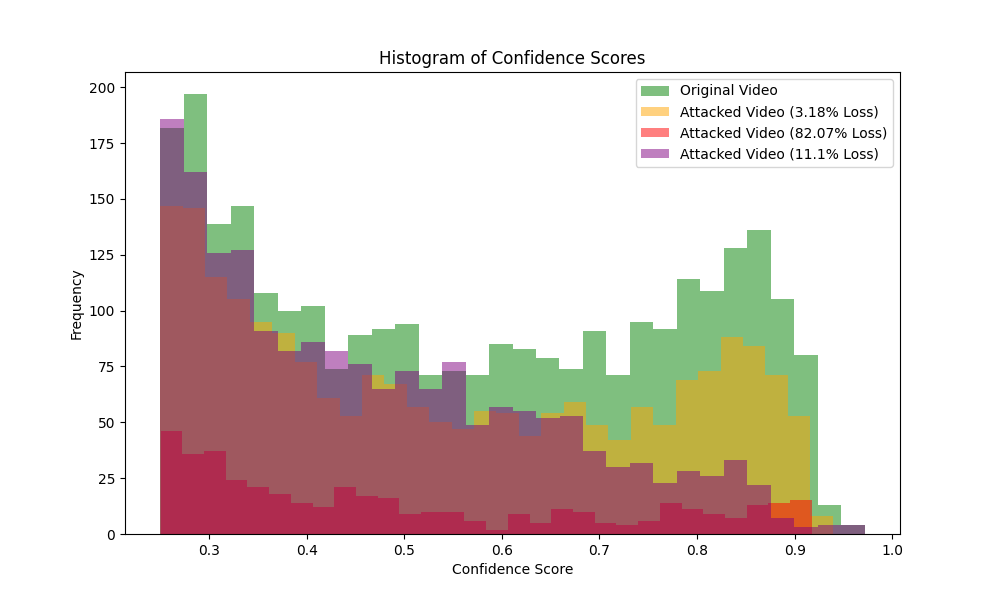 Histogram of Confidence Scores
Original Video
Attacked Video (3.18% Loss)
Attacked Video (82.07% Loss)
Attacked Video (11.1% Loss)
Frequency
200
175
150
125
100
75
50
25
0
0.3 0.4 0.5 0.6 0.7 0.8 0.9 1.0
Confidence Score